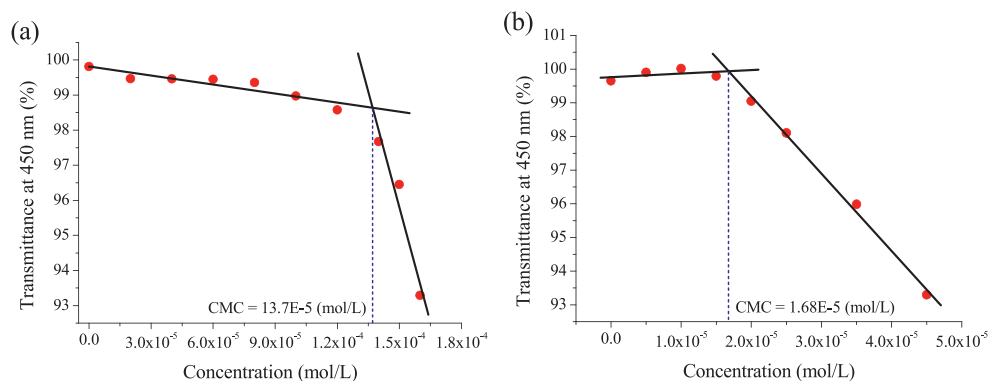 (a)
Transmittance at 450 nm (%)
100
99
98
97
96
95
94
93
CMC = 13.7E-5 (mol/L)
0.0 3.0x10⁻⁵ 6.0x10⁻⁵ 9.0x10⁻⁵ 1.2x10⁻⁴ 1.5x10⁻⁴ 1.8x10⁻⁴
Concentration (mol/L)
(b)
Transmittance at 450 nm (%)
101
100
99
98
97
96
95
94
93
CMC = 1.68E-5 (mol/L)
0.0 1.0x10⁻⁵ 2.0x10⁻⁵ 3.0x10⁻⁵ 4.0x10⁻⁵ 5.0x10⁻⁵
Concentration (mol/L)